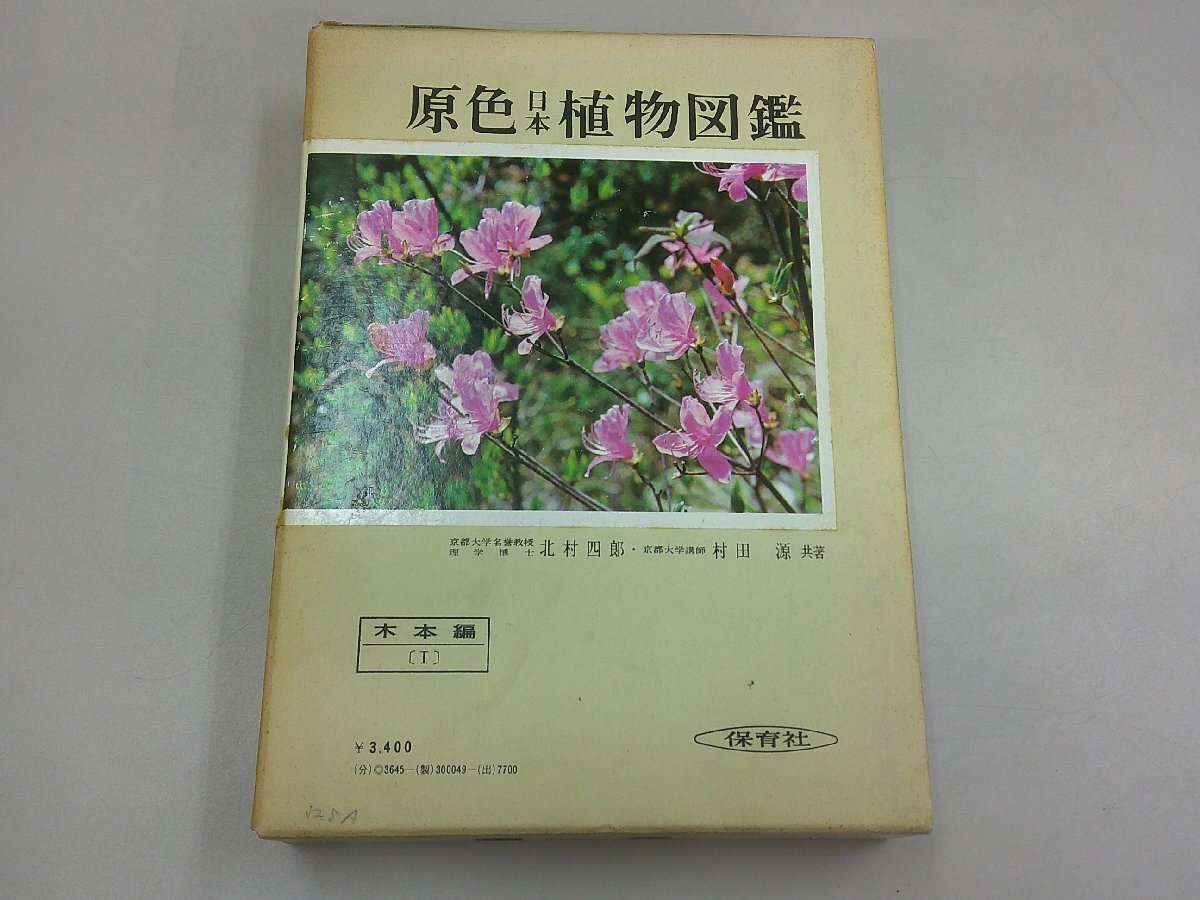 原色日本植物図鑑
京都大学名誉教授
理学博士 北村四郎・京都大学講師 村田 源 共著
木本編
〔I〕
保育社
¥3,400
(分)◎3645-(製)300049-(出)7700